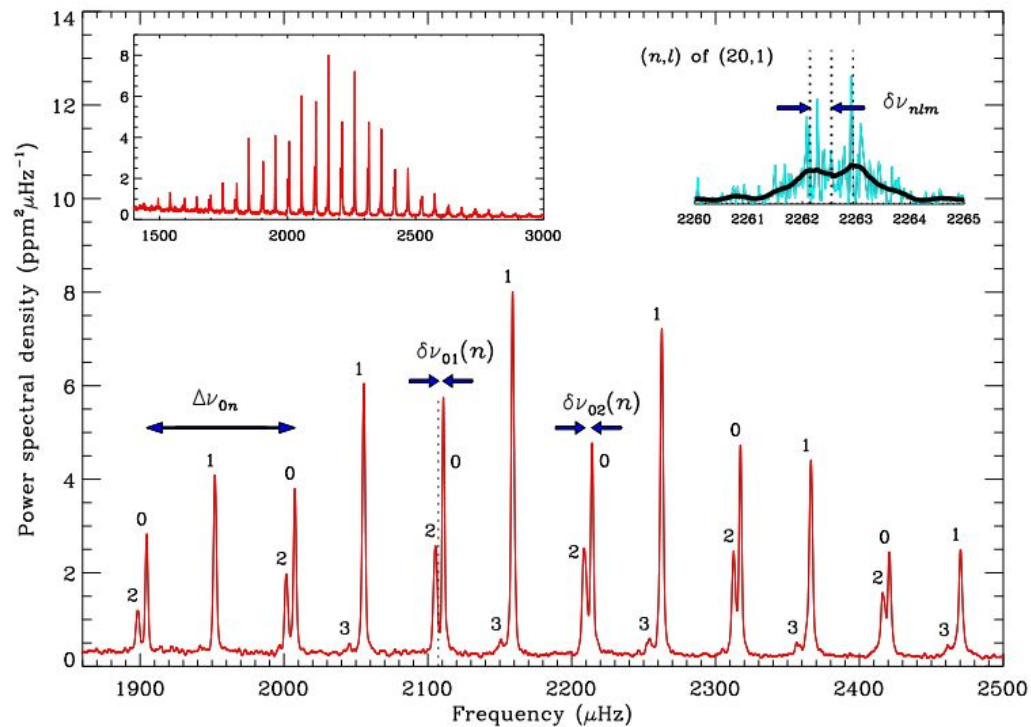 14
12
10
8
6
4
2
0
Power spectral density (ppm² μHz⁻¹)
8
6
4
2
0
1500 2000 2500 3000
(n,l) of (20,1)
δν_nlm
2260 2261 2262 2263 2264 2265
Δν_0n
δν_01(n)
δν_02(n)
2 0 1 2 0 3 1 2 0 3 1 2 0 3 1 2 0 3 1 2 0 3 1
1900 2000 2100 2200 2300 2400 2500
Frequency (μHz)